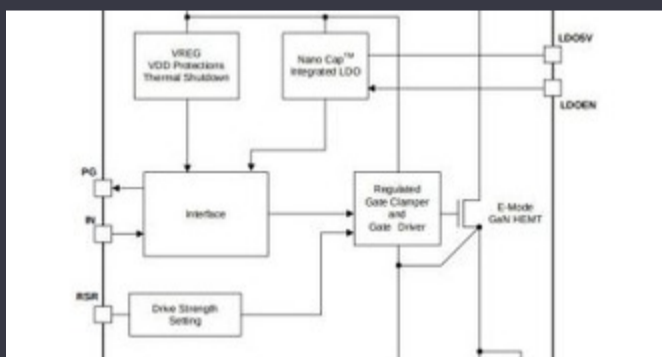 VREG
VDD Protections
Thermal Shutdown
Nano Cap™
Integrated LDO
LDO5V
LDOEN
PG
IN
Interface
Regulated
Gate Clamper
and
Gate Driver
E-Mode
GaN HEMT
RSR
Drive Strength
Setting